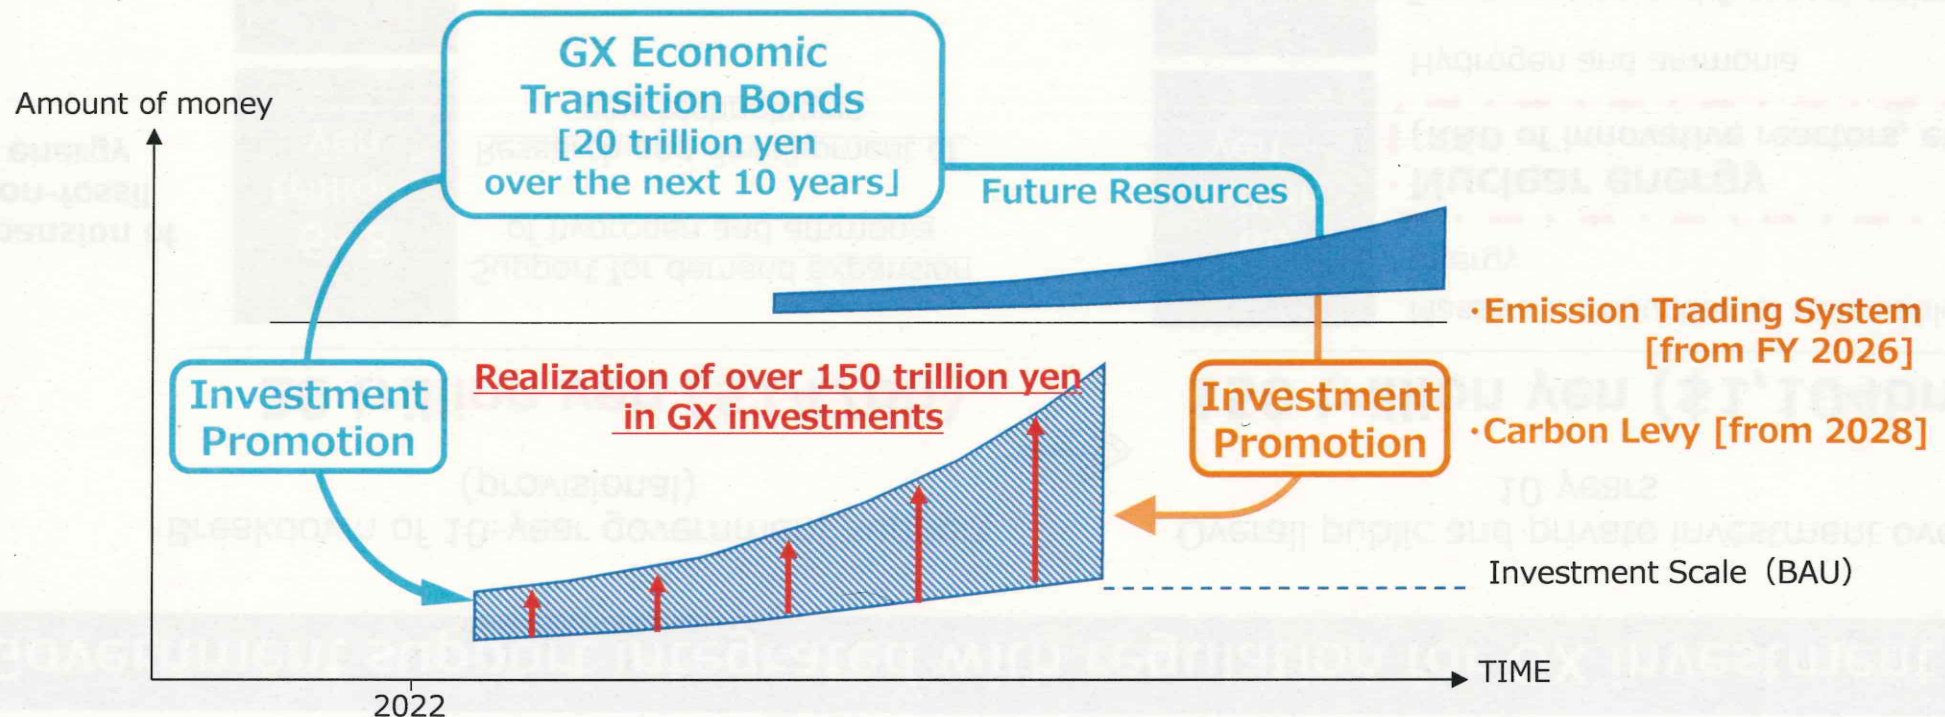 GX Economic
Transition Bonds
[20 trillion yen
over the next 10 years」
Amount of money
Future Resources
・Emission Trading System
[from FY 2026]
Investment
Promotion
Realization of over 150 trillion yen
in GX investments
Investment
Promotion
・Carbon Levy [from 2028]
Investment Scale（BAU）
TIME
2022